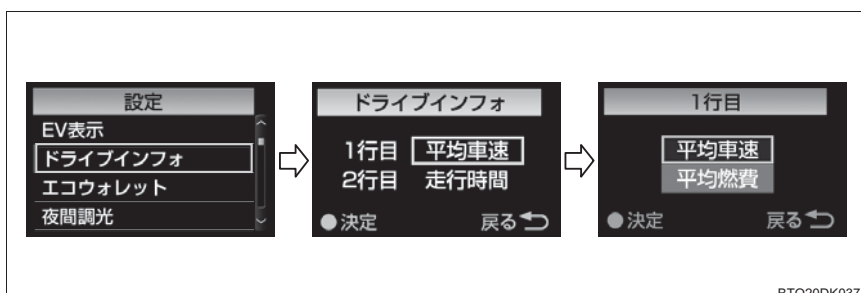 設定
EV表示
ドライブインフォ
エコウォレット
夜間調光
ドライブインフォ
1行目 平均車速
2行目 走行時間
●決定 戻る
1行目
平均車速
平均燃費
●決定 戻る